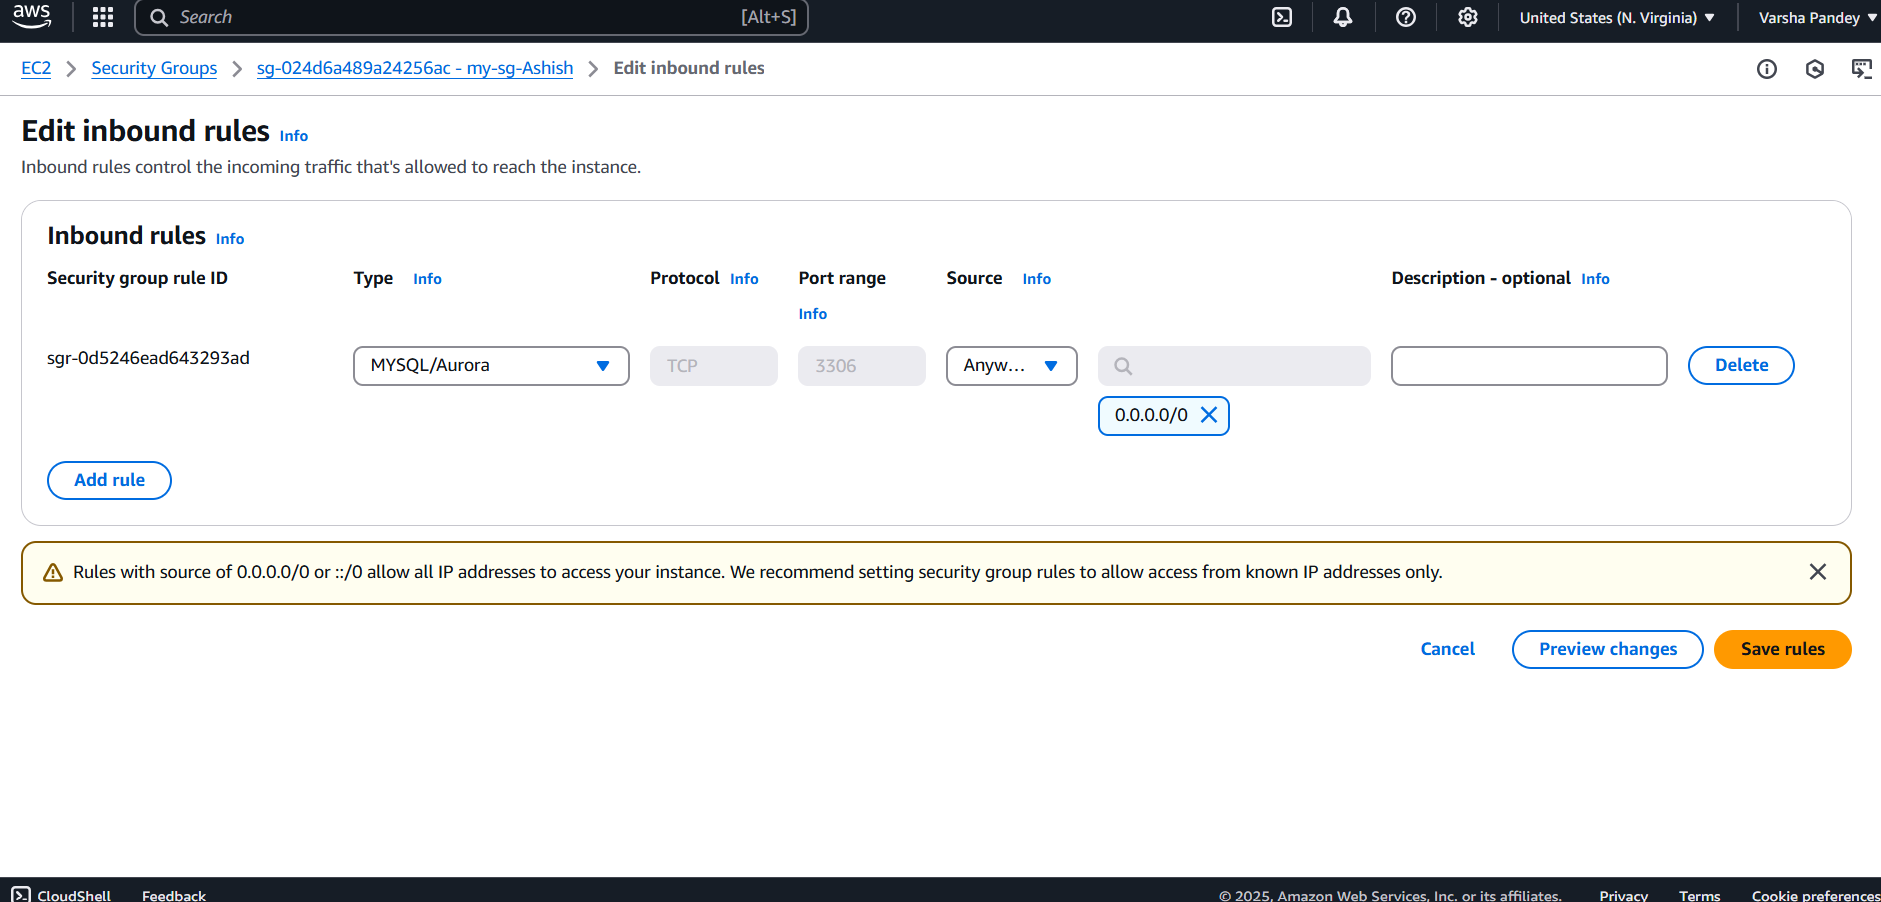 aws
Search [Alt+S]
United States (N. Virginia) Varsha Pandey
EC2 Security Groups sg-024d6a489a24256ac - my-sg-Ashish Edit inbound rules
Edit inbound rules Info
Inbound rules control the incoming traffic that's allowed to reach the instance.
Inbound rules Info
Security group rule ID Type Info Protocol Info Port range Source Info Description - optional Info
Info
sgr-0d5246ead643293ad MYSQL/Aurora TCP 3306 Anyw... Delete
0.0.0.0/0
Add rule
Rules with source of 0.0.0.0/0 or ::/0 allow all IP addresses to access your instance. We recommend setting security group rules to allow access from known IP addresses only.
Cancel Preview changes Save rules
CloudShell Feedback © 2025, Amazon Web Services, Inc. or its affiliates. Privacy Terms Cookie preferences